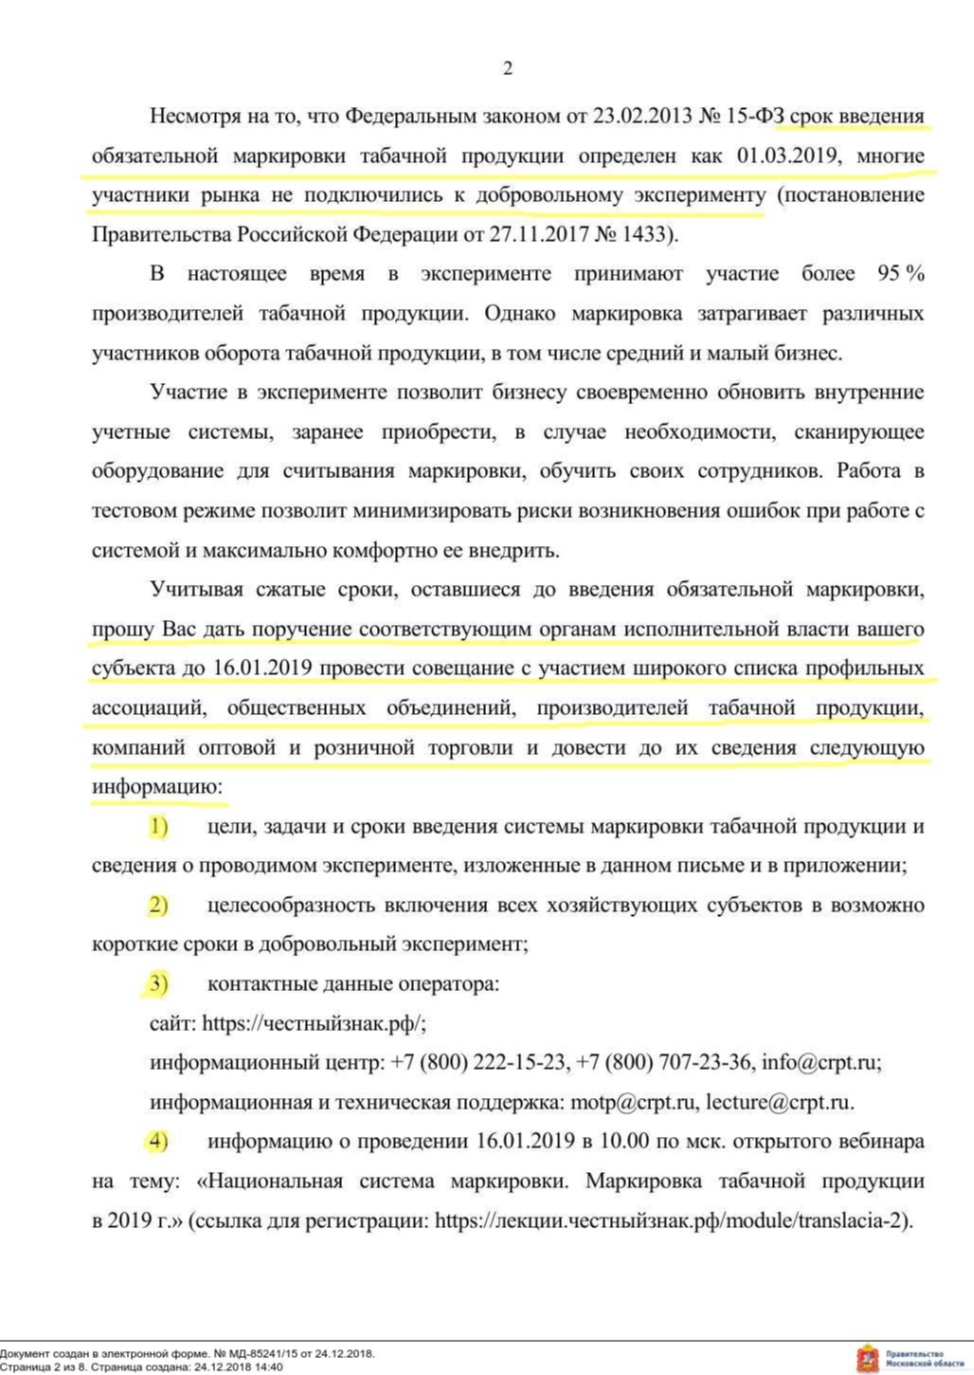 2
Несмотря на то, что Федеральным законом от 23.02.2013 № 15-ФЗ срок введения
обязательной маркировки табачной продукции определен как 01.03.2019, многие
участники рынка не подключились к добровольному эксперименту (постановление
Правительства Российской Федерации от 27.11.2017 № 1433).
В настоящее время в эксперименте принимают участие более 95 %
производителей табачной продукции. Однако маркировка затрагивает различных
участников оборота табачной продукции, в том числе средний и малый бизнес.
Участие в эксперименте позволит бизнесу своевременно обновить внутренние
учетные системы, заранее приобрести, в случае необходимости, сканирующее
оборудование для считывания маркировки, обучить своих сотрудников. Работа в
тестовом режиме позволит минимизировать риски возникновения ошибок при работе с
системой и максимально комфортно ее внедрить.
Учитывая сжатые сроки, оставшиеся до введения обязательной маркировки,
прошу Вас дать поручение соответствующим органам исполнительной власти вашего
субъекта до 16.01.2019 провести совещание с участием широкого списка профильных
ассоциаций, общественных объединений, производителей табачной продукции,
компаний оптовой и розничной торговли и довести до их сведения следующую
информацию:
1) цели, задачи и сроки введения системы маркировки табачной продукции и
сведения о проводимом эксперименте, изложенные в данном письме и в приложении;
2) целесообразность включения всех хозяйствующих субъектов в возможно
короткие сроки в добровольный эксперимент;
3) контактные данные оператора:
сайт: https://честныйзнак.рф/;
информационный центр: +7 (800) 222-15-23, +7 (800) 707-23-36, info@crpt.ru;
информационная и техническая поддержка: motp@crpt.ru, lecture@crpt.ru.
4) информацию о проведении 16.01.2019 в 10.00 по мск. открытого вебинара
на тему: «Национальная система маркировки. Маркировка табачной продукции
в 2019 г.» (ссылка для регистрации: https://лекции.честныйзнак.рф/module/translacia-2).
Документ создан в электронной форме. № МД-85241/15 от 24.12.2018.
Страница 2 из 8. Страница создана: 24.12.2018 14:40
Правительство
Московской области